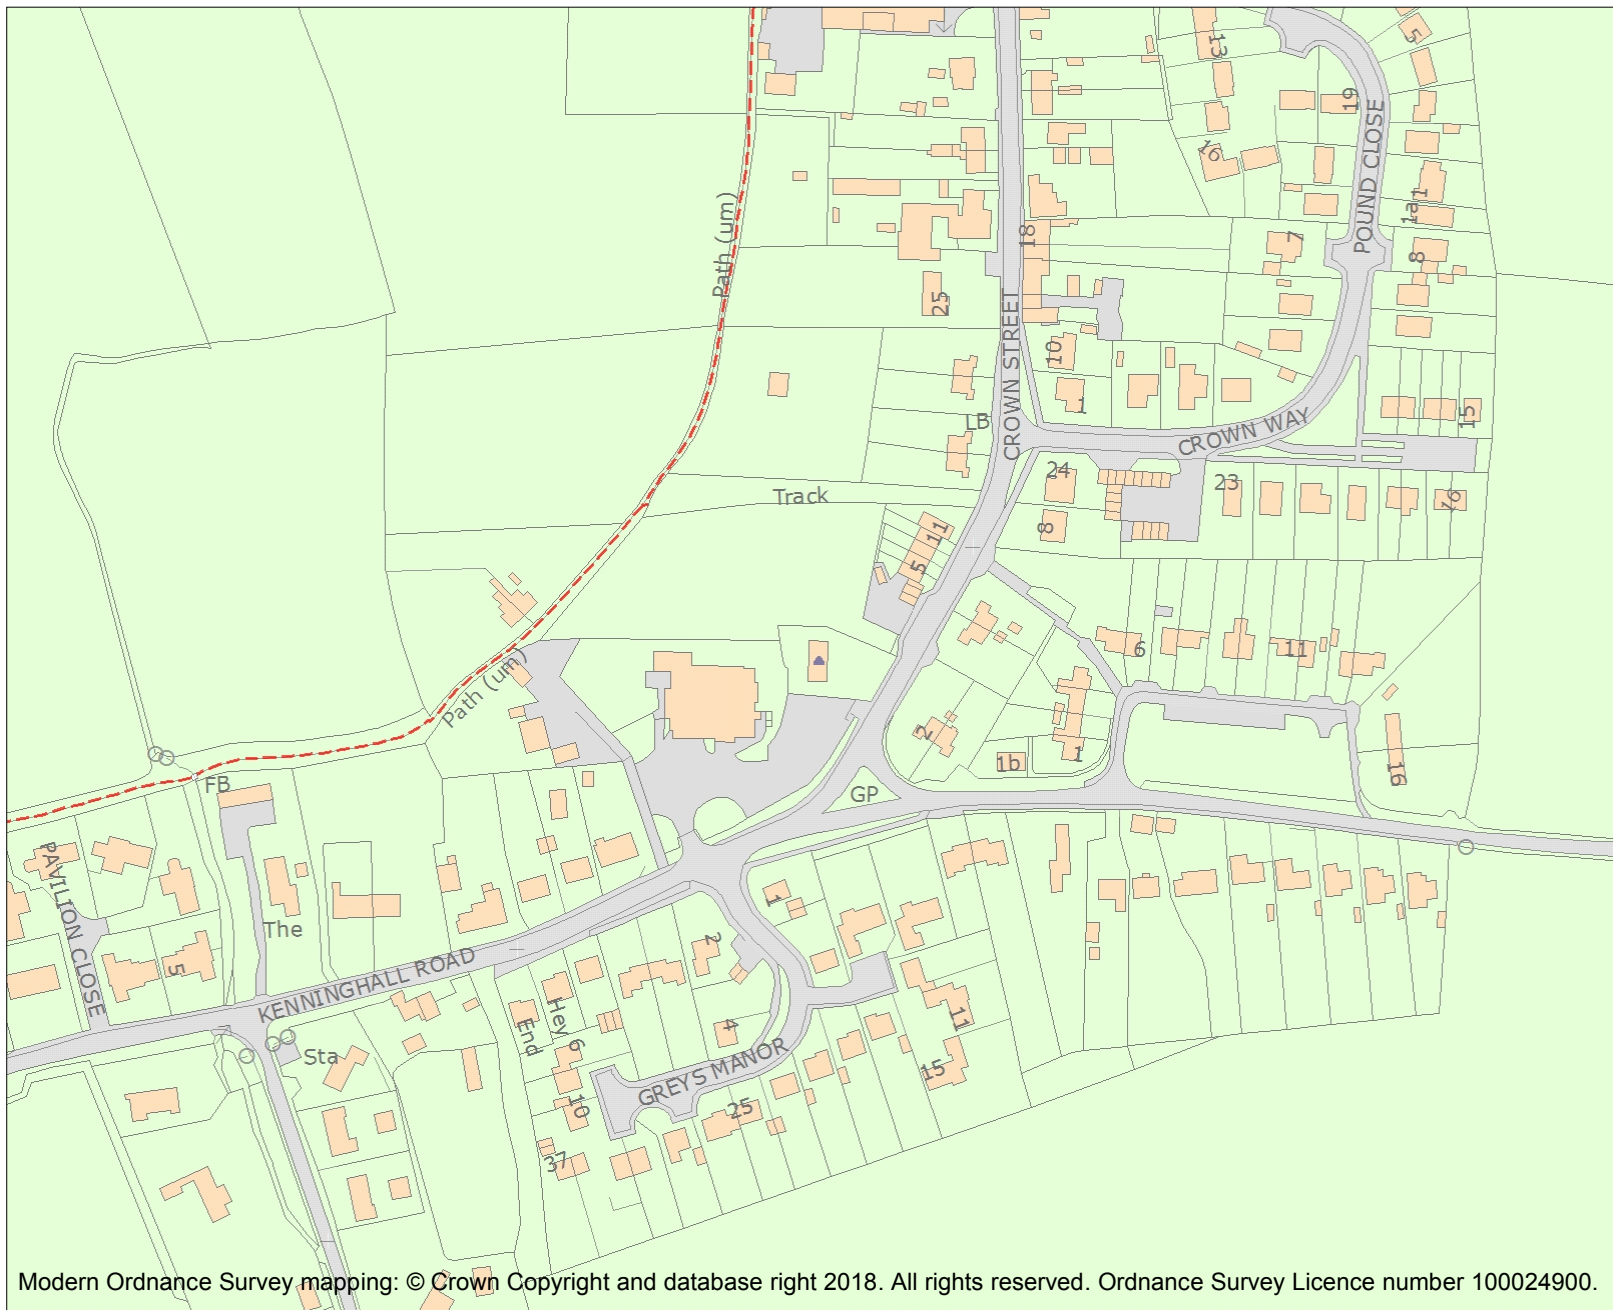 13
5
19
POUND CLOSE
16
Path (um)
1
1a
18
7
8
25
CROWN STREET
10
1
LB
CROWN WAY
15
24
23
16
Track
8
11
5
6
11
Path (um)
2
1b
1
16
GP
FB
PAVILION CLOSE
1
The
2
5
KENNINGHALL ROAD
Hey 6
End
4
11
Sta
GREYS MANOR
15
10
25
37
Modern Ordnance Survey mapping: © Crown Copyright and database right 2018. All rights reserved. Ordnance Survey Licence number 100024900.